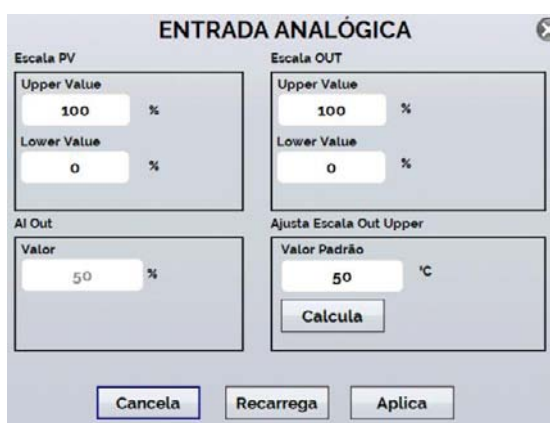 ENTRADA ANALÓGICA
Escala PV
Upper Value
100 %
Lower Value
0 %
Escala OUT
Upper Value
100 %
Lower Value
0 %
AI Out
Valor
50 %
Ajusta Escala Out Upper
Valor Padrão
50 °C
Calcula
Cancela
Recarrega
Aplica